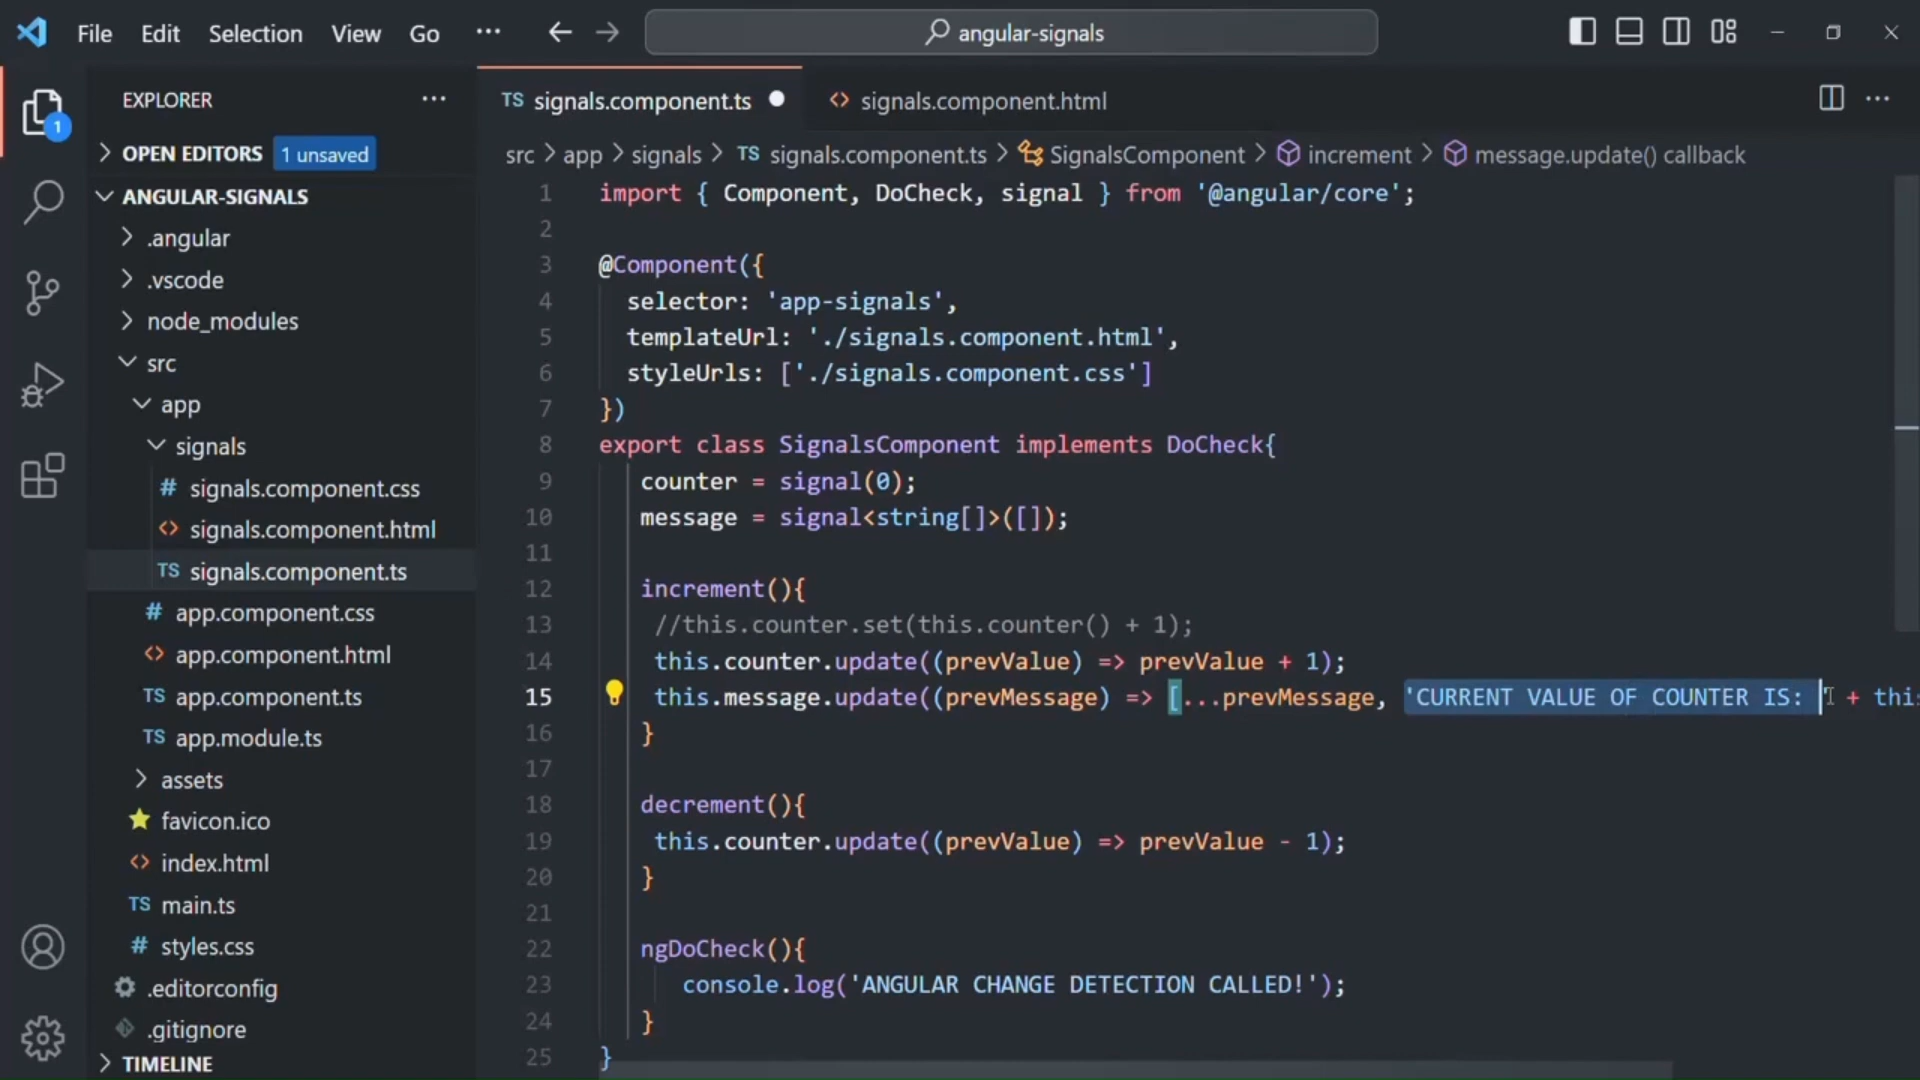 File Edit Selection View Go ··· angular-signals
EXPLORER ···
OPEN EDITORS 1 unsaved
ANGULAR-SIGNALS
.angular
.vscode
node_modules
src
app
signals
# signals.component.css
<> signals.component.html
TS signals.component.ts
# app.component.css
<> app.component.html
TS app.component.ts
TS app.module.ts
assets
favicon.ico
<> index.html
TS main.ts
# styles.css
.editorconfig
.gitignore
TIMELINE
1
TS signals.component.ts <> signals.component.html ···
src > app > signals > TS signals.component.ts > SignalsComponent > increment > message.update() callback
1 import { Component, DoCheck, signal } from '@angular/core';
2
3 @Component({
4 selector: 'app-signals',
5 templateUrl: './signals.component.html',
6 styleUrls: ['./signals.component.css']
7 })
8 export class SignalsComponent implements DoCheck{
9 counter = signal(0);
10 message = signal<string[]>([]);
11
12 increment(){
13 //this.counter.set(this.counter() + 1);
14 this.counter.update((prevValue) => prevValue + 1);
15 this.message.update((prevMessage) => [...prevMessage, 'CURRENT VALUE OF COUNTER IS: ' + this
16 }
17
18 decrement(){
19 this.counter.update((prevValue) => prevValue - 1);
20 }
21
22 ngDoCheck(){
23 console.log('ANGULAR CHANGE DETECTION CALLED!');
24 }
25 }